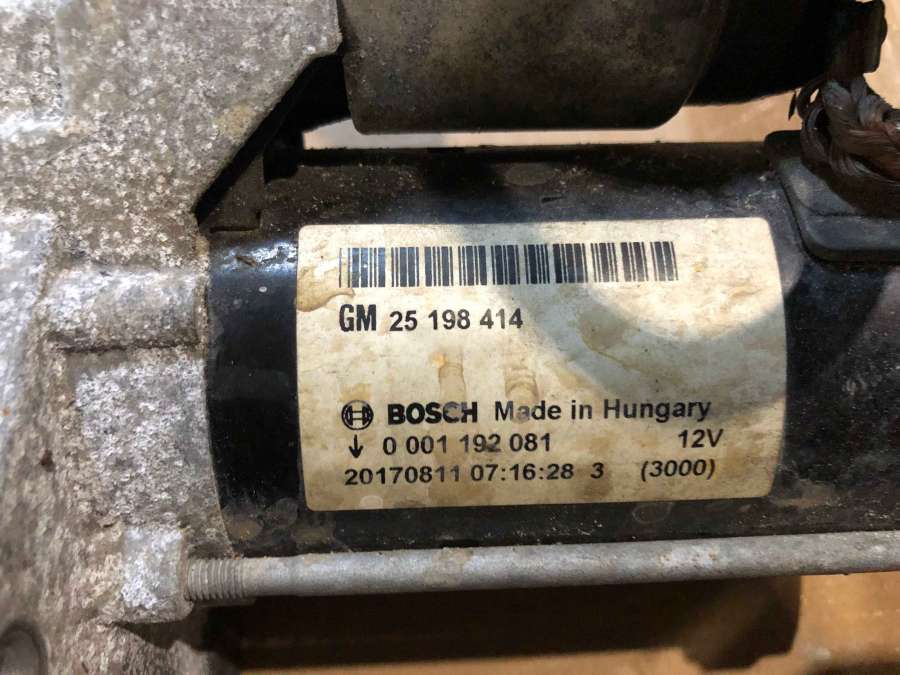 GM 25 198 414
BOSCH Made in Hungary
↓ 0 001 192 081 12V
20170811 07:16:28 3 (3000)